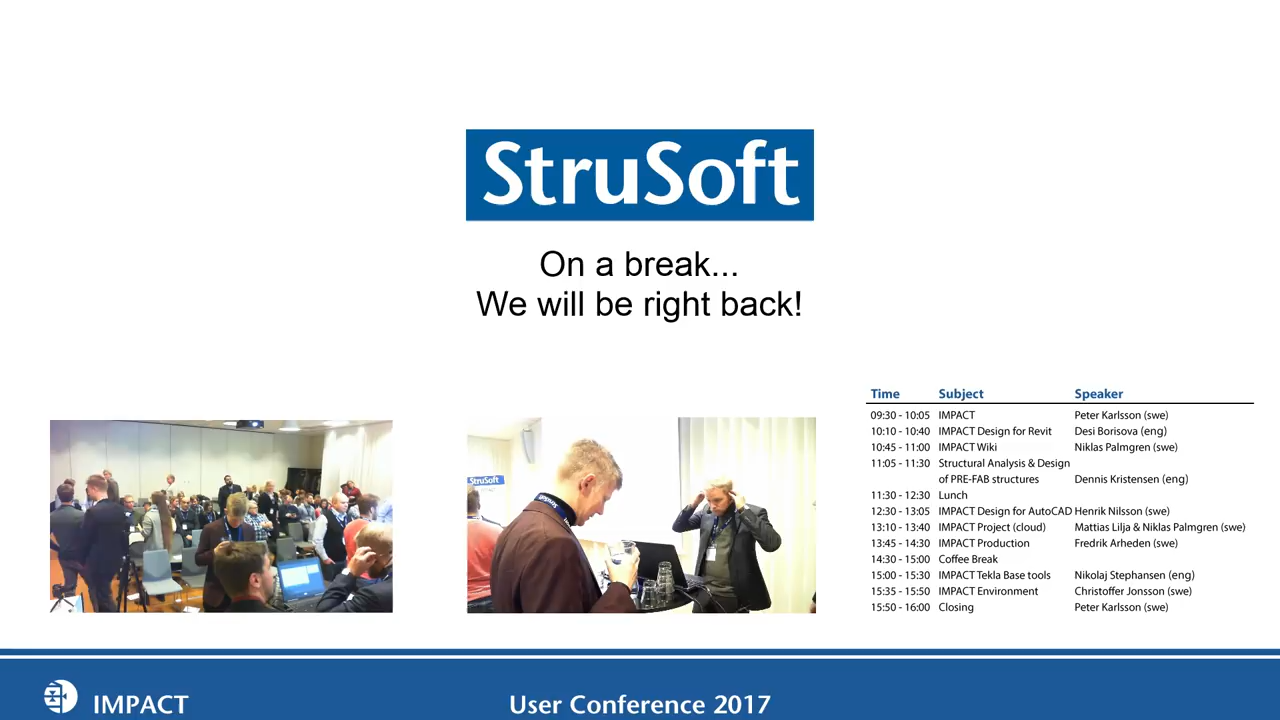 StruSoft
On a break...
We will be right back!
Time Subject Speaker
09:30 - 10:05 IMPACT Peter Karlsson (swe)
10:10 - 10:40 IMPACT Design for Revit Desi Borisova (eng)
10:45 - 11:00 IMPACT Wiki Niklas Palmgren (swe)
11:05 - 11:30 Structural Analysis & Design
of PRE-FAB structures Dennis Kristensen (eng)
11:30 - 12:30 Lunch
12:30 - 13:05 IMPACT Design for AutoCAD Henrik Nilsson (swe)
13:10 - 13:40 IMPACT Project (cloud) Mattias Lilja & Niklas Palmgren (swe)
13:45 - 14:30 IMPACT Production Fredrik Arheden (swe)
14:30 - 15:00 Coffee Break
15:00 - 15:30 IMPACT Tekla Base tools Nikolaj Stephansen (eng)
15:35 - 15:50 IMPACT Environment Christoffer Jonsson (swe)
15:50 - 16:00 Closing Peter Karlsson (swe)
StruSoft
IMPACT
User Conference 2017